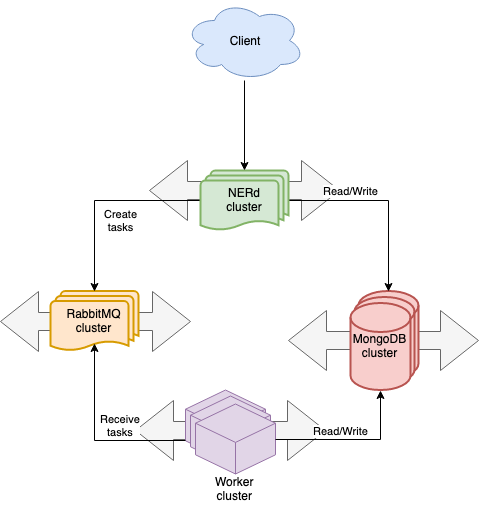 Client
NERd
cluster
Read/Write
Create
tasks
RabbitMQ
cluster
MongoDB
cluster
Receive
tasks
Read/Write
Worker
cluster